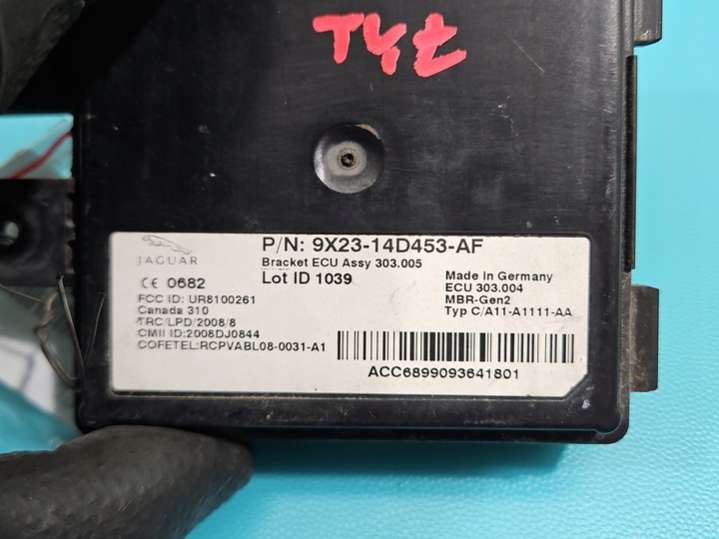 TYŁ
P/N: 9X23-14D453-AF
JAGUAR
Bracket ECU Assy 303.005
CE 0682
Lot ID 1039
Made in Germany
FCC ID: UR8100261
ECU 303.004
Canada 310
MBR-Gen2
TRC/LPD/2008/8
Typ C/A11-A1111-AA
CMII ID:2008DJ0844
COFETEL:RCPVABL08-0031-A1
ACC6899093641801